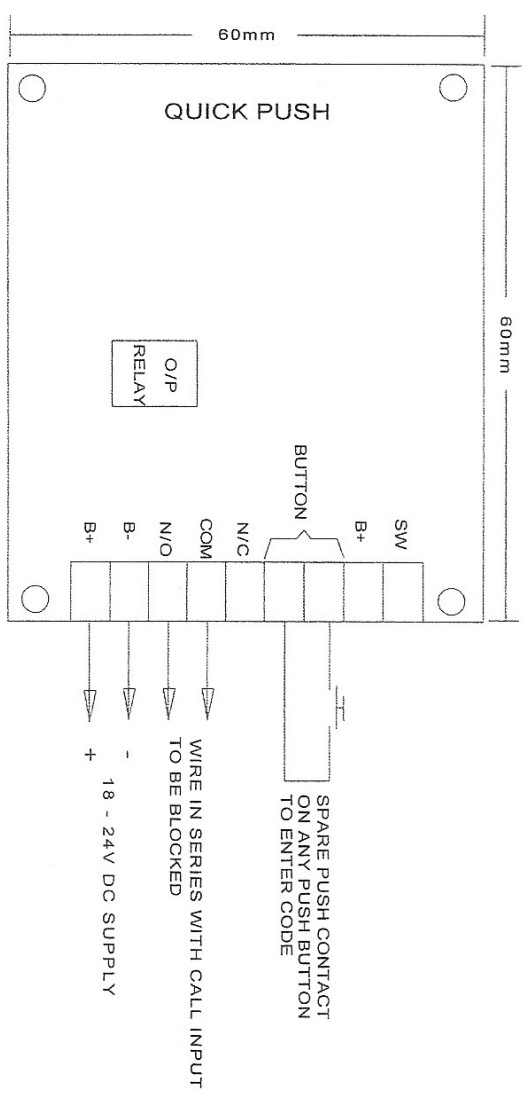 60mm
60mm
QUICK PUSH
O/P
RELAY
BUTTON
B+
B-
N/O
COM
N/C
B+
SW
+
-
18 - 24V DC SUPPLY
WIRE IN SERIES WITH CALL INPUT
TO BE BLOCKED
SPARE PUSH CONTACT
ON ANY PUSH BUTTON
TO ENTER CODE